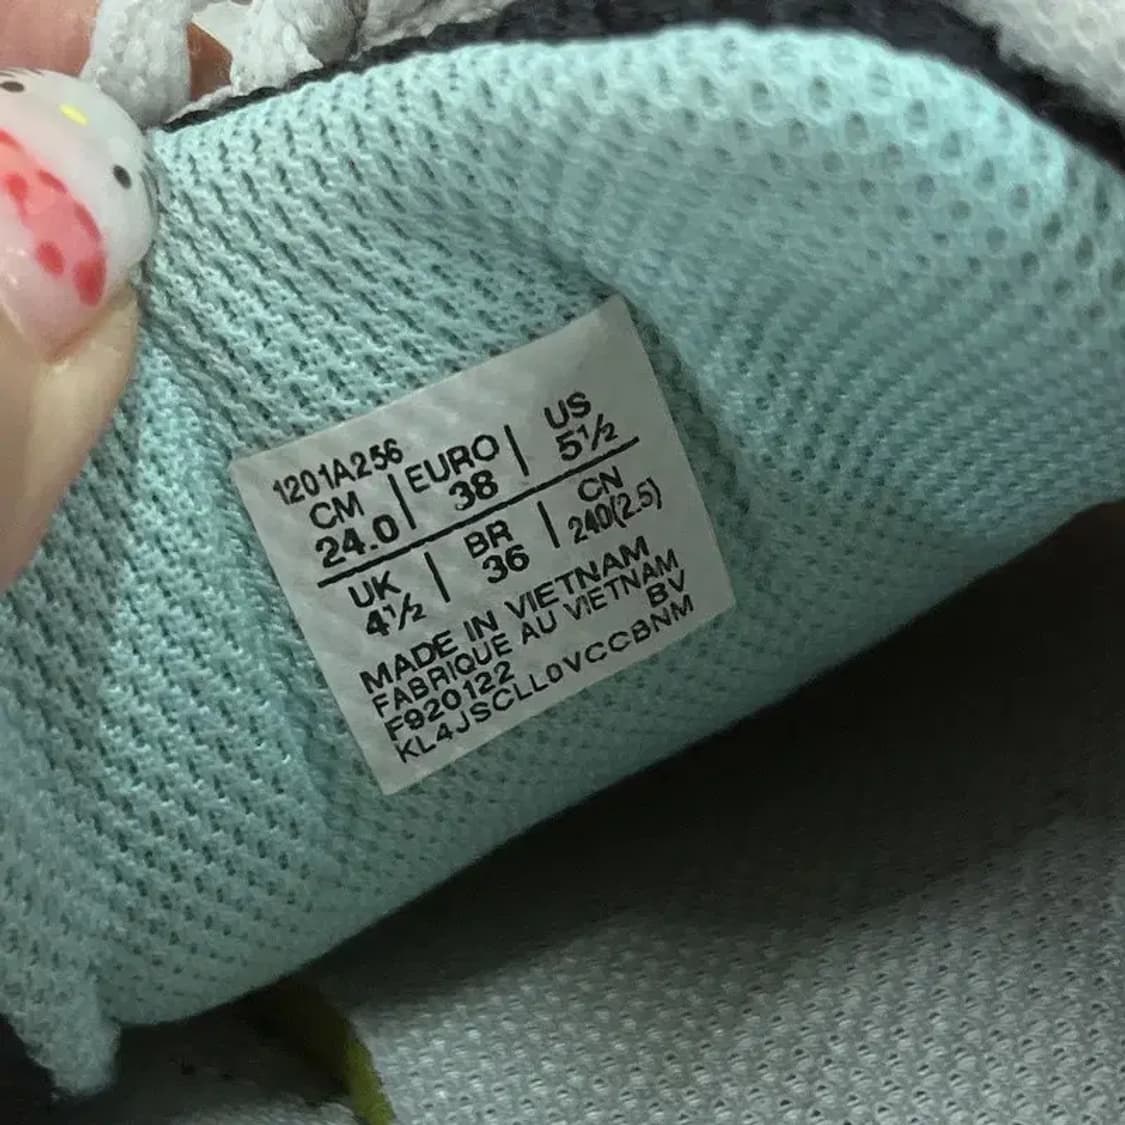 1201A256
CM | EURO | US
24.0 | 38 | 5½
UK | BR | CN
4½ | 36 | 240(2.5)
MADE IN VIETNAM
FABRIQUE AU VIETNAM
F920122 BV
KL4JSCLL0VCCBNM